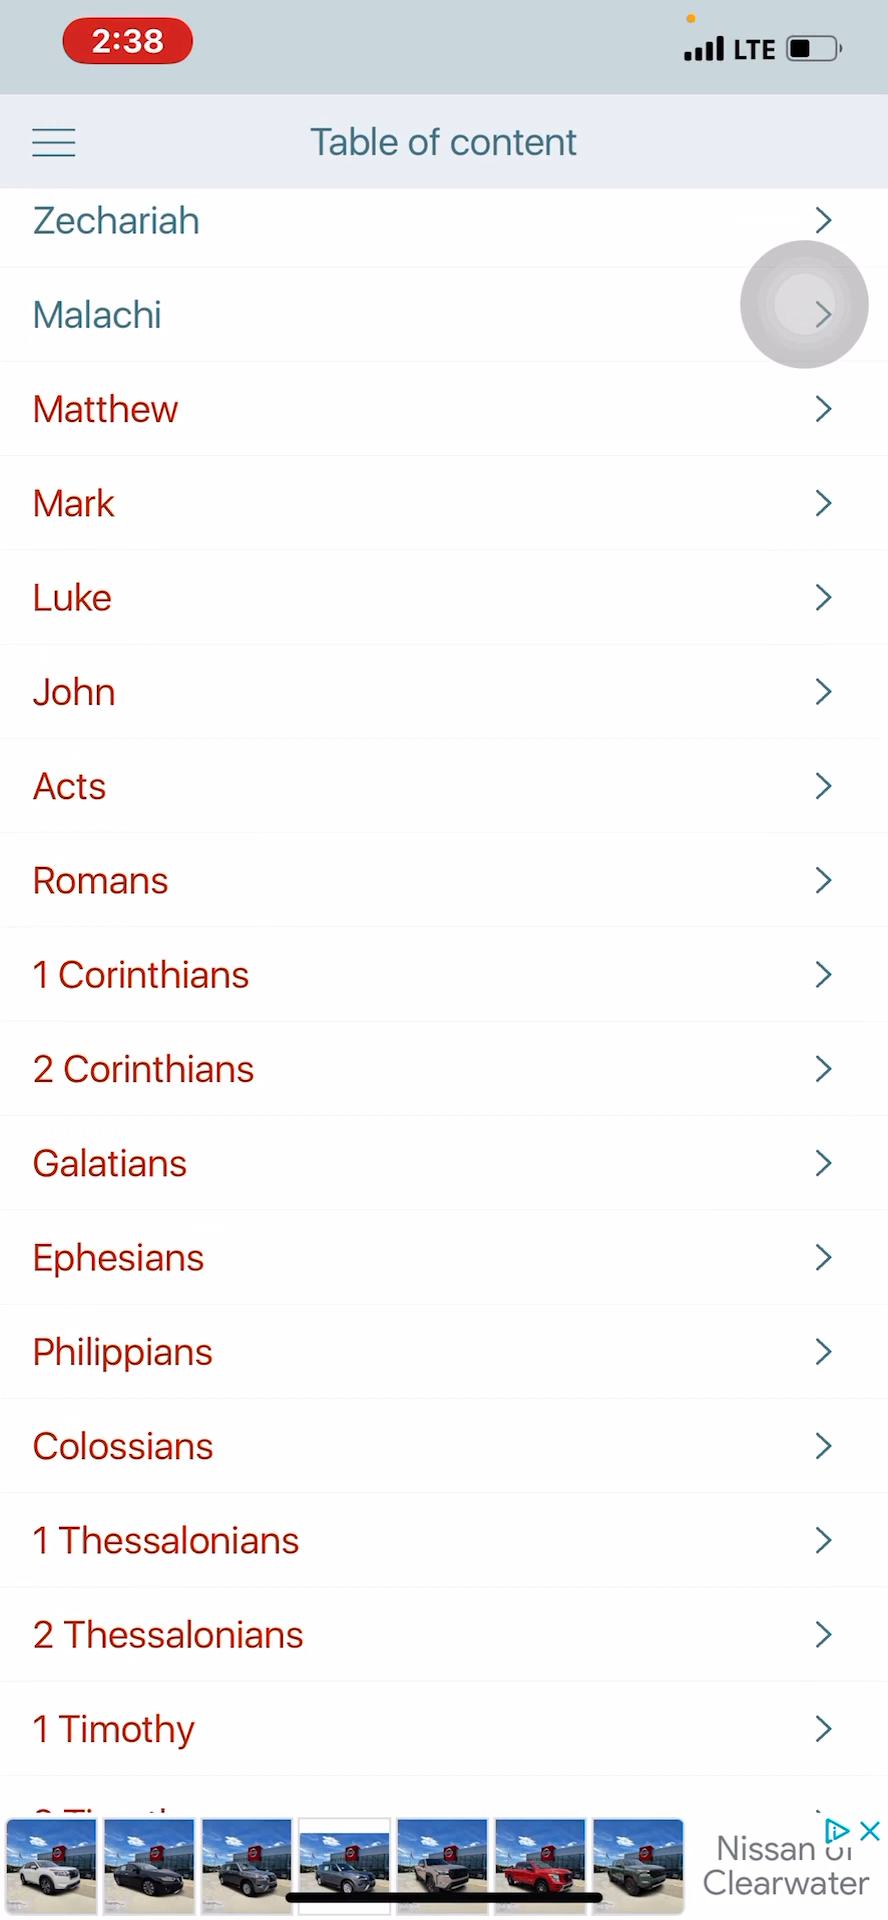 2:38
LTE
Table of content
Zechariah
Malachi
Matthew
Mark
Luke
John
Acts
Romans
1 Corinthians
2 Corinthians
Galatians
Ephesians
Philippians
Colossians
1 Thessalonians
2 Thessalonians
1 Timothy
Nissan of
Clearwater